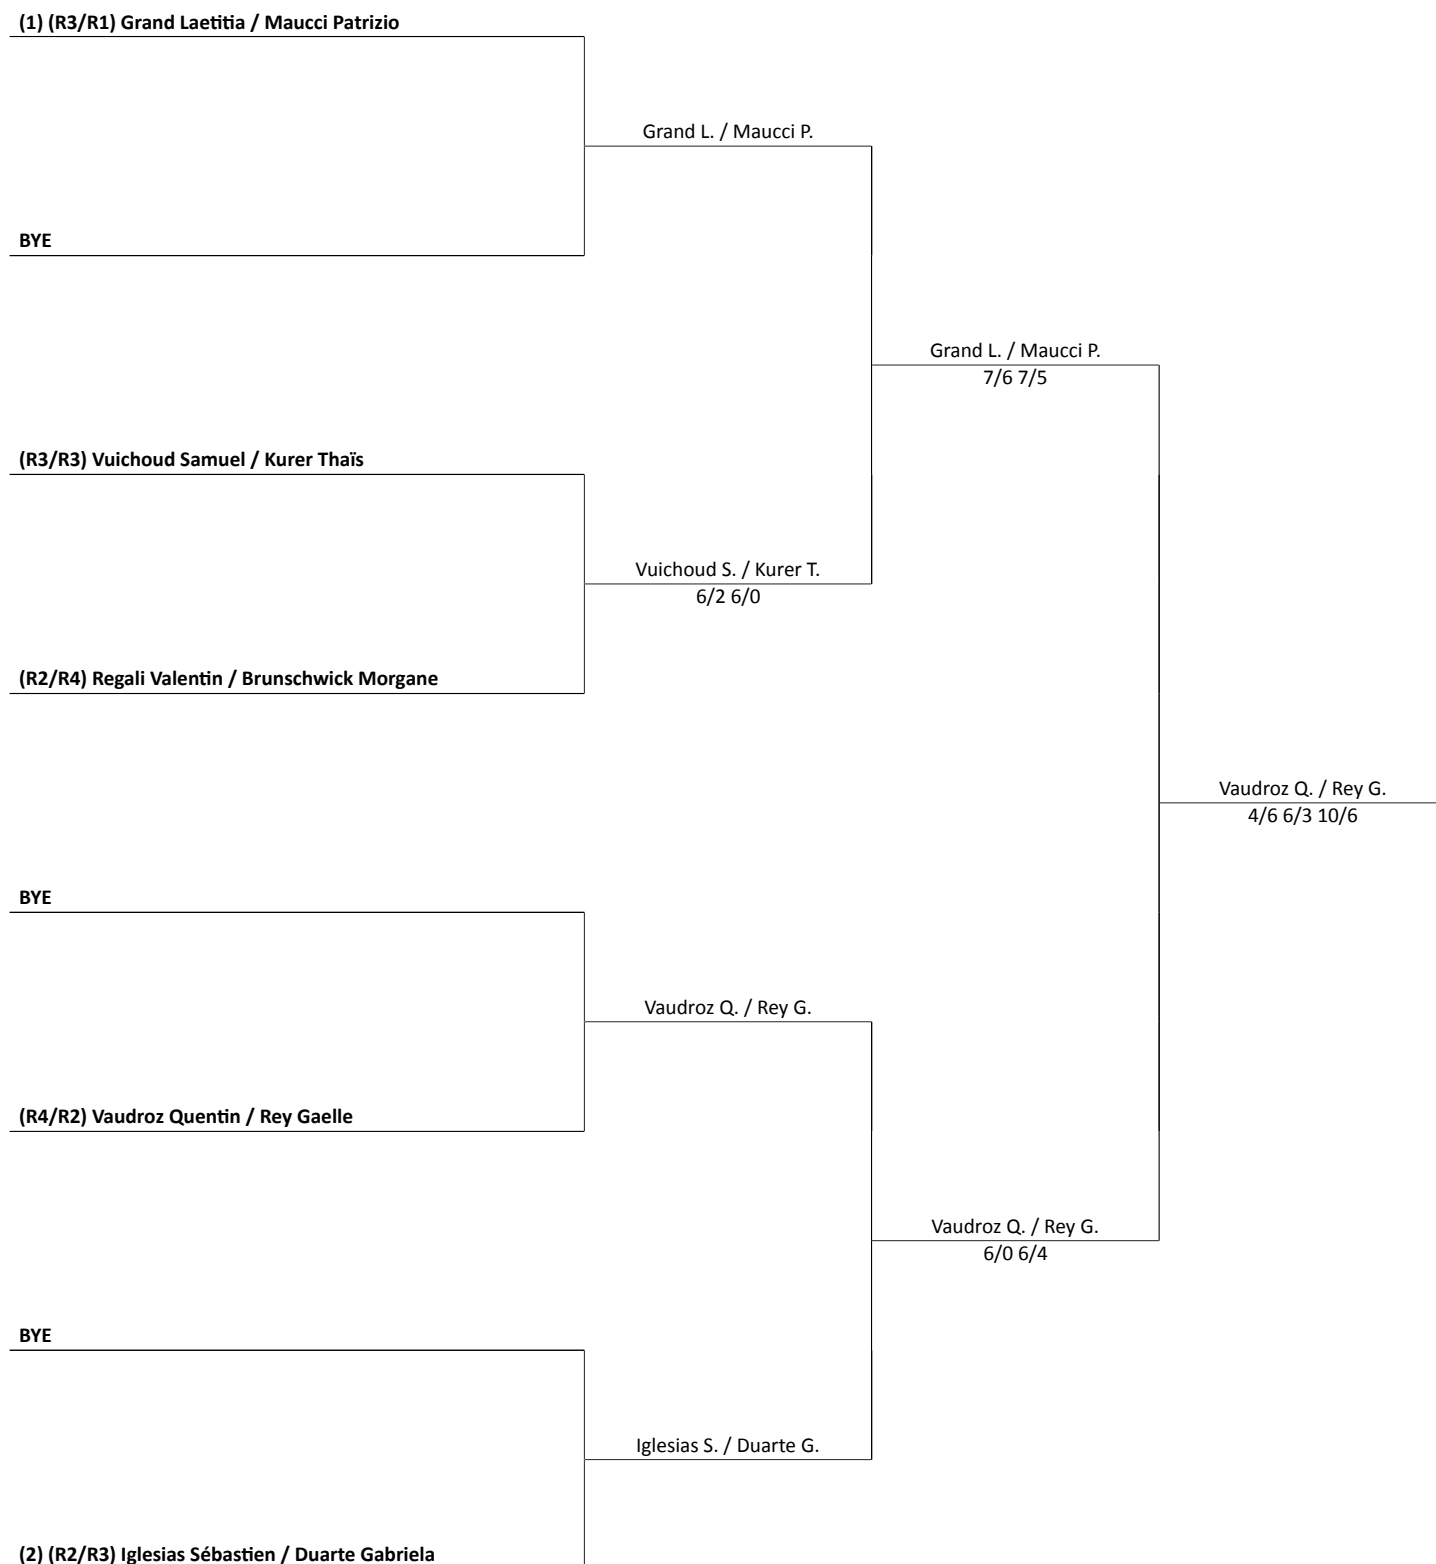 (1) (R3/R1) Grand Laetitia / Maucci Patrizio
Grand L. / Maucci P.
BYE
Grand L. / Maucci P.
7/6 7/5
(R3/R3) Vuichoud Samuel / Kurer Thaïs
Vuichoud S. / Kurer T.
6/2 6/0
(R2/R4) Regali Valentin / Brunschwick Morgane
Vaudroz Q. / Rey G.
4/6 6/3 10/6
BYE
Vaudroz Q. / Rey G.
(R4/R2) Vaudroz Quentin / Rey Gaelle
Vaudroz Q. / Rey G.
6/0 6/4
BYE
Iglesias S. / Duarte G.
(2) (R2/R3) Iglesias Sébastien / Duarte Gabriela